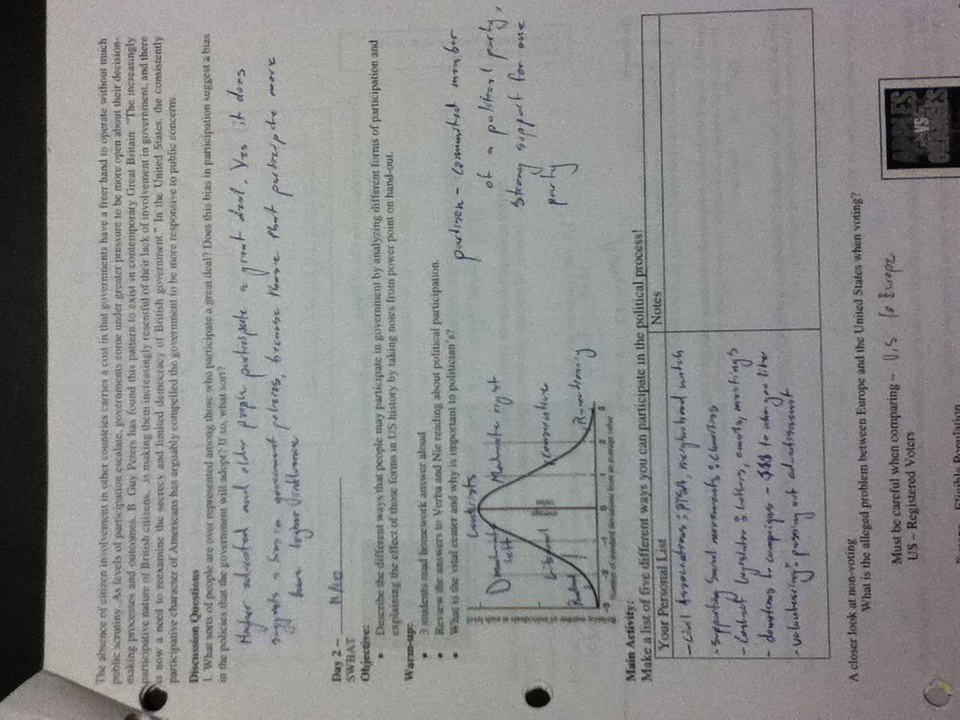 The absence of citizen involvement in other countries carries a cost in that governments have a freer hand to operate without much
public scrutiny. As levels of participation escalate, governments come under greater pressure to be more open about their decision-
making processes and outcomes. B. Guy Peters has found this pattern to exist in contemporary Great Britain: "The increasingly
participative nature of British citizens...is making them increasingly resentful of their lack of involvement in government, and there
is now a need to reexamine the secrecy and limited democracy of British government." In the United States, the consistently
participative character of Americans has arguably compelled the government to be more responsive to public concerns.
Discussion Questions
1. What sorts of people are over represented among those who participate a great deal? Does this bias in participation suggest a bias
in the policies that the government will adopt? If so, what sort?
Higher educated and older people participate a great deal. Yes it does
suggests a bias in government policies, because those that participate more
have higher influence
Day 2 – 11/10
SWBAT
Objective:
• Describe the different ways that people may participate in government by analyzing different forms of participation and
explaining the effect of those forms in US history by taking notes from power point on hand-out.
Warm-up:
• 3 students read homework answer aloud
• Review the answers to Verba and Nie reading about political participation.
• What is the vital center and why is important to politician's?
Centrists
left
Liberal
conservative
Reactionary
average
value
-3 -2 -1 0 1 2 3
Number of standard deviations from an average value
partison - committed member
of a political party,
strong support for one
party
Main Activity:
Make a list of five different ways you can participate in the political process!
Your Personal List
Notes
- Civil Associations: PTSA, neighborhood watch
- supporting social movements: charities
- Contact legislator: letters, emails, meetings
- donations to campaigns - $$$ to who you like
- volunteering: passing out advertisment
A closer look at non-voting
What is the alleged problem between Europe and the United States when voting?
Must be careful when comparing – U.S to Europe
US – Registered Voters
APPLES
VS
ORANGES
Eligible Population